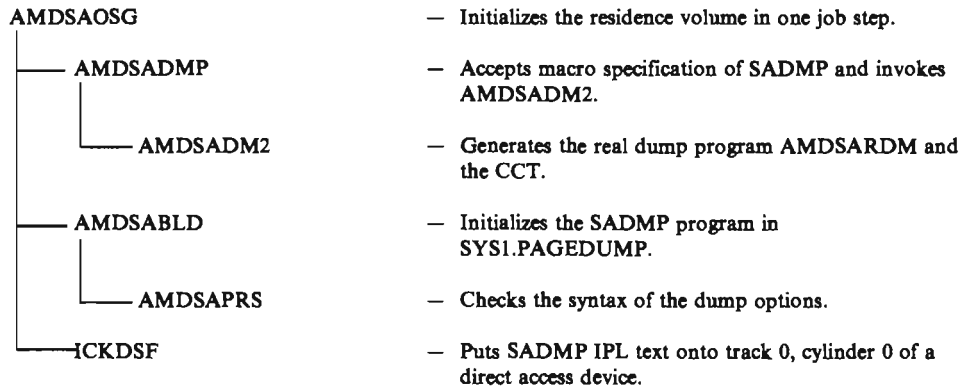 AMDSAOSG — Initializes the residence volume in one job step.
AMDSADMP — Accepts macro specification of SADMP and invokes
AMDSADM2.
AMDSADM2 — Generates the real dump program AMDSARDM and
the CCT.
AMDSABLD — Initializes the SADMP program in
SYS1.PAGEDUMP.
AMDSAPRS — Checks the syntax of the dump options.
ICKDSF — Puts SADMP IPL text onto track 0, cylinder 0 of a
direct access device.